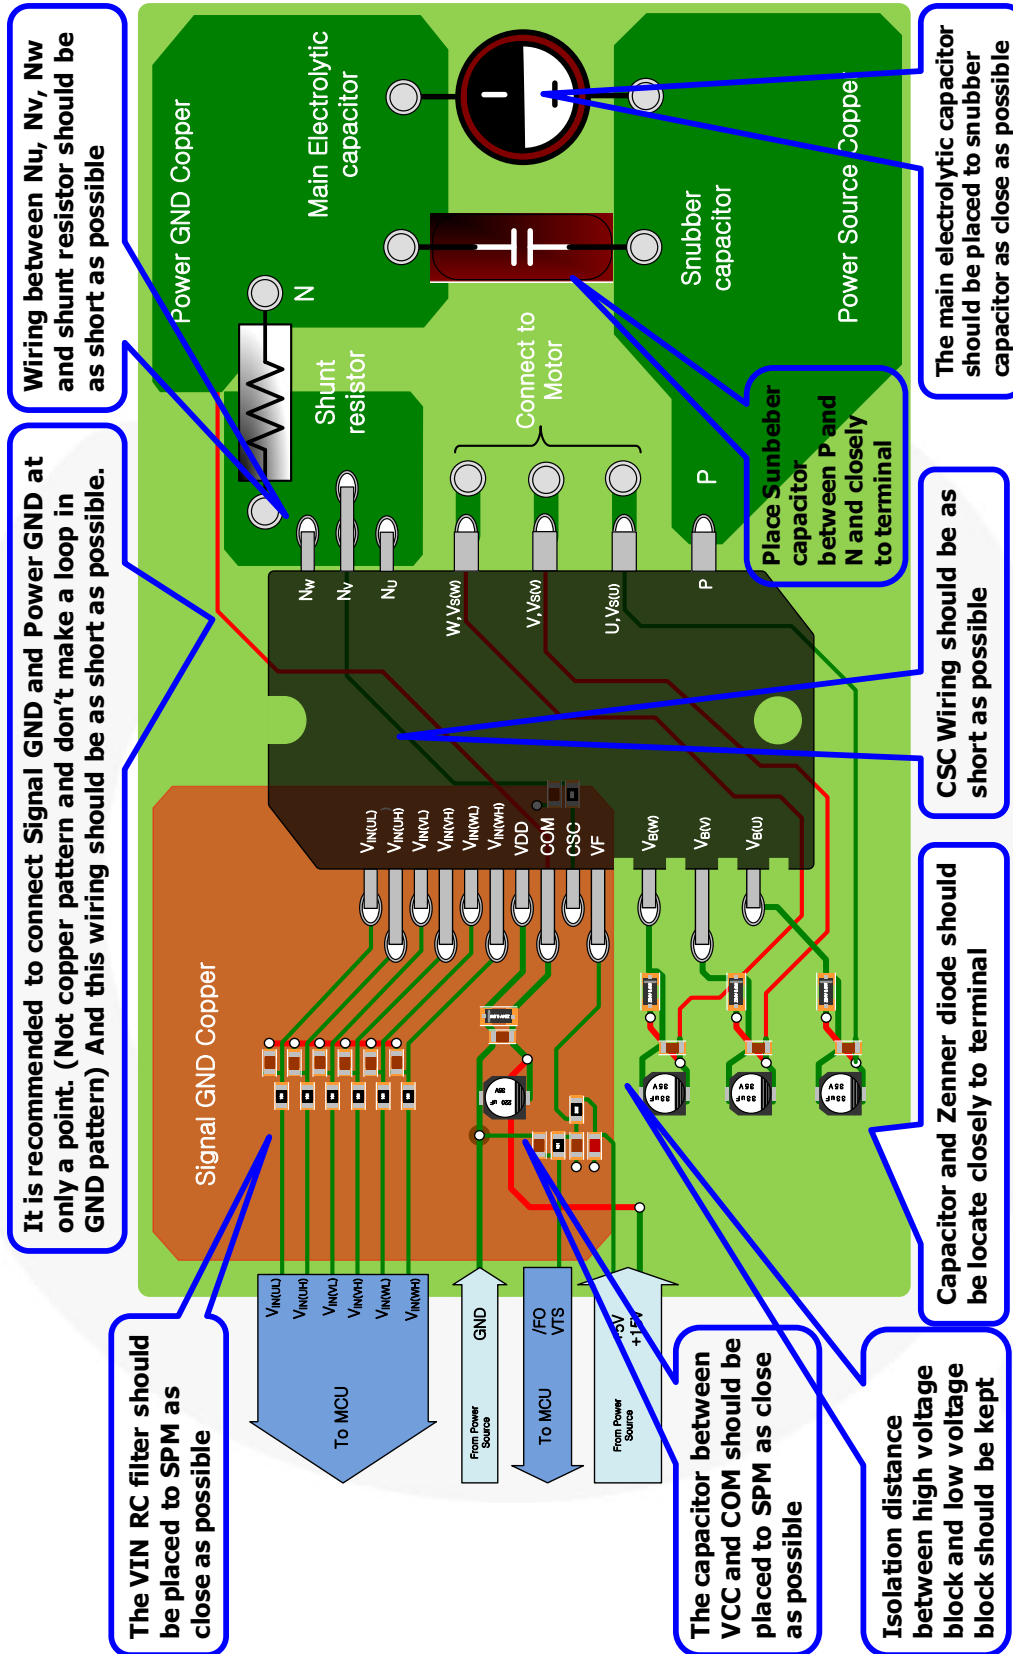 It is recommended to connect Signal GND and Power GND at
only a point. (Not copper pattern and don't make a loop in
GND pattern) And this wiring should be as short as possible.
Wiring between Nu, Nv, Nw
and shunt resistor should be
as short as possible
The VIN RC filter should
be placed to SPM as
close as possible
Signal GND Copper
Power GND Copper
VIN(UL)
VIN(UH)
VIN(VL)
VIN(VH)
VIN(WL)
VIN(WH)
To MCU
GND
From Power
Source
/FO
VTS
To MCU
+5V
+15V
From Power
Source
220 uF
35V
VIN(UL)
VIN(UH)
VIN(VL)
VIN(VH)
VIN(WL)
VIN(WH)
VDD
COM
CSC
VF
VB(W)
VB(V)
VB(U)
33uF
35V
33uF
35V
33uF
35V
NW
NV
NU
W,VS(W)
V,VS(V)
U,VS(U)
P
P
N
Shunt
resistor
Connect to
Motor
Main Electrolytic
capacitor
Snubber
capacitor
Power Source Copper
Place Sunbeber
capacitor
between P and
N and closely
to terminal
The capacitor between
VCC and COM should be
placed to SPM as close
as possible
Isolation distance
between high voltage
block and low voltage
block should be kept
Capacitor and Zenner diode should
be locate closely to terminal
CSC Wiring should be as
short as possible
The main electrolytic capacitor
should be placed to snubber
capacitor as close as possible